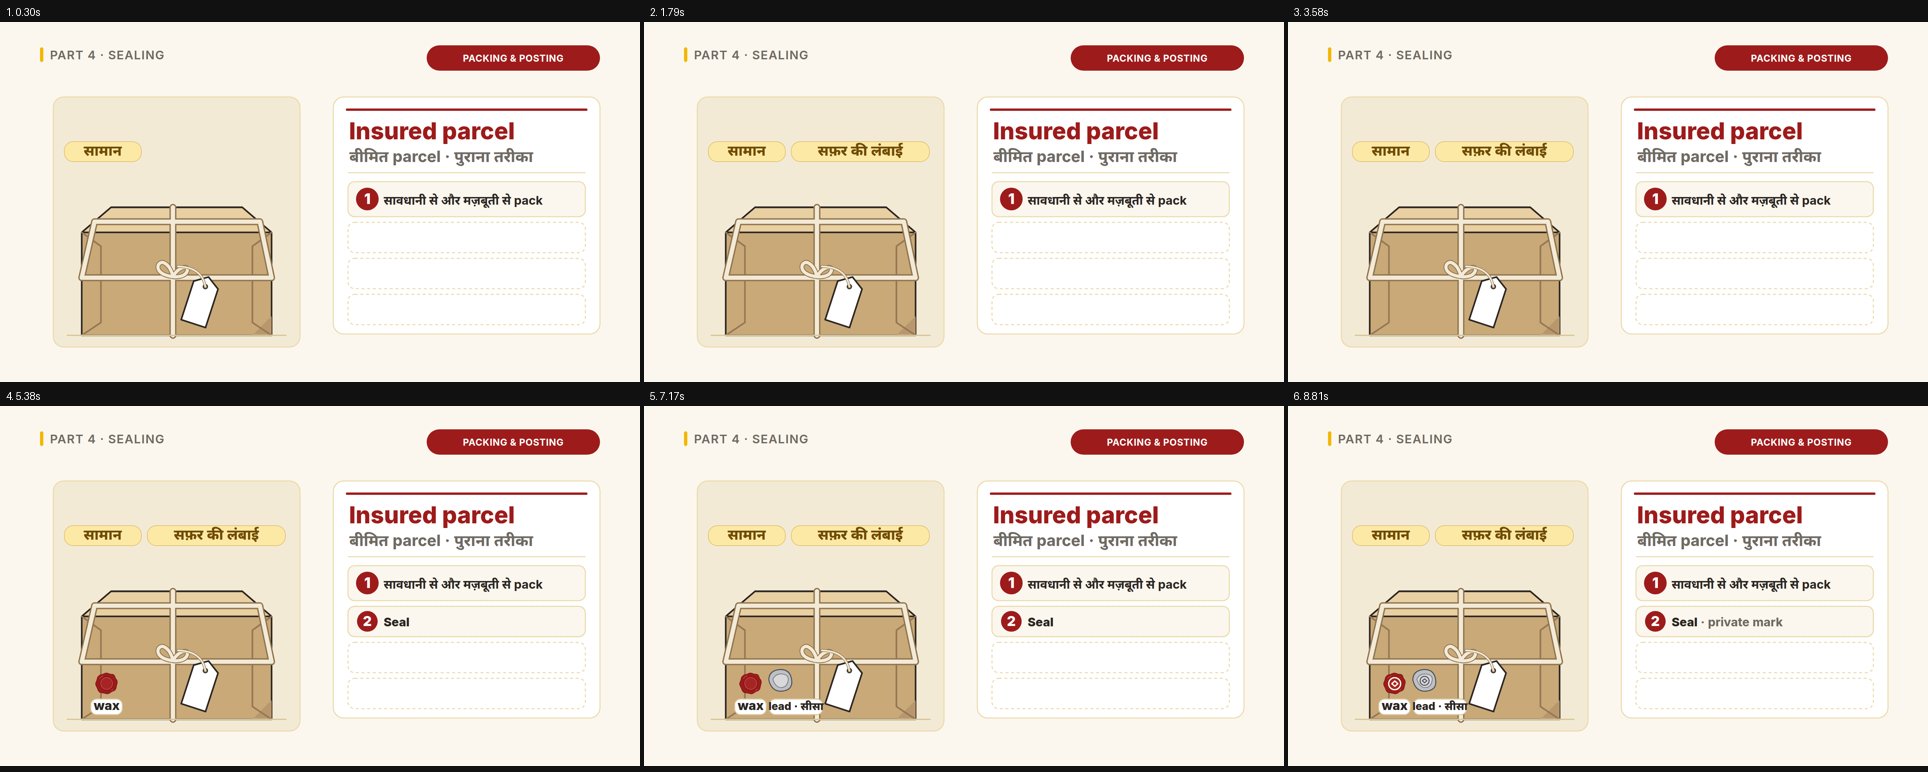 1. 0.30s
PART 4 · SEALING
PACKING & POSTING
सामान
Insured parcel
बीमित parcel · पुराना तरीका
1 सावधानी से और मज़बूती से pack
2. 1.79s
PART 4 · SEALING
PACKING & POSTING
सामान
सफ़र की लंबाई
Insured parcel
बीमित parcel · पुराना तरीका
1 सावधानी से और मज़बूती से pack
3. 3.58s
PART 4 · SEALING
PACKING & POSTING
सामान
सफ़र की लंबाई
Insured parcel
बीमित parcel · पुराना तरीका
1 सावधानी से और मज़बूती से pack
4. 5.38s
PART 4 · SEALING
PACKING & POSTING
सामान
सफ़र की लंबाई
wax
Insured parcel
बीमित parcel · पुराना तरीका
1 सावधानी से और मज़बूती से pack
2 Seal
5. 7.17s
PART 4 · SEALING
PACKING & POSTING
सामान
सफ़र की लंबाई
wax
lead · सीसा
Insured parcel
बीमित parcel · पुराना तरीका
1 सावधानी से और मज़बूती से pack
2 Seal
6. 8.81s
PART 4 · SEALING
PACKING & POSTING
सामान
सफ़र की लंबाई
wax
lead · सीसा
Insured parcel
बीमित parcel · पुराना तरीका
1 सावधानी से और मज़बूती से pack
2 Seal · private mark